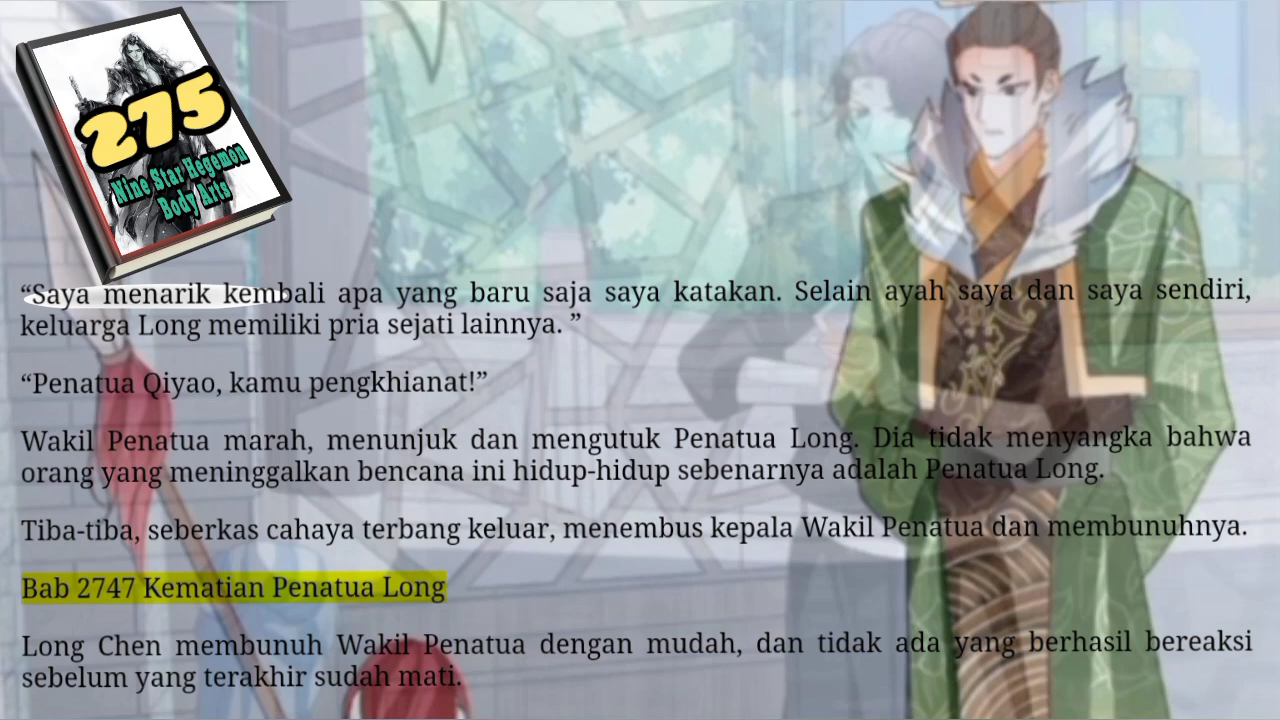 275
Nine Star Hegemon
Body Arts
“Saya menarik kembali apa yang baru saja saya katakan. Selain ayah saya dan saya sendiri,
keluarga Long memiliki pria sejati lainnya. ”
“Penatua Qiyao, kamu pengkhianat!”
Wakil Penatua marah, menunjuk dan mengutuk Penatua Long. Dia tidak menyangka bahwa
orang yang meninggalkan bencana ini hidup-hidup sebenarnya adalah Penatua Long.
Tiba-tiba, seberkas cahaya terbang keluar, menembus kepala Wakil Penatua dan membunuhnya.
Bab 2747 Kematian Penatua Long
Long Chen membunuh Wakil Penatua dengan mudah, dan tidak ada yang berhasil bereaksi
sebelum yang terakhir sudah mati.